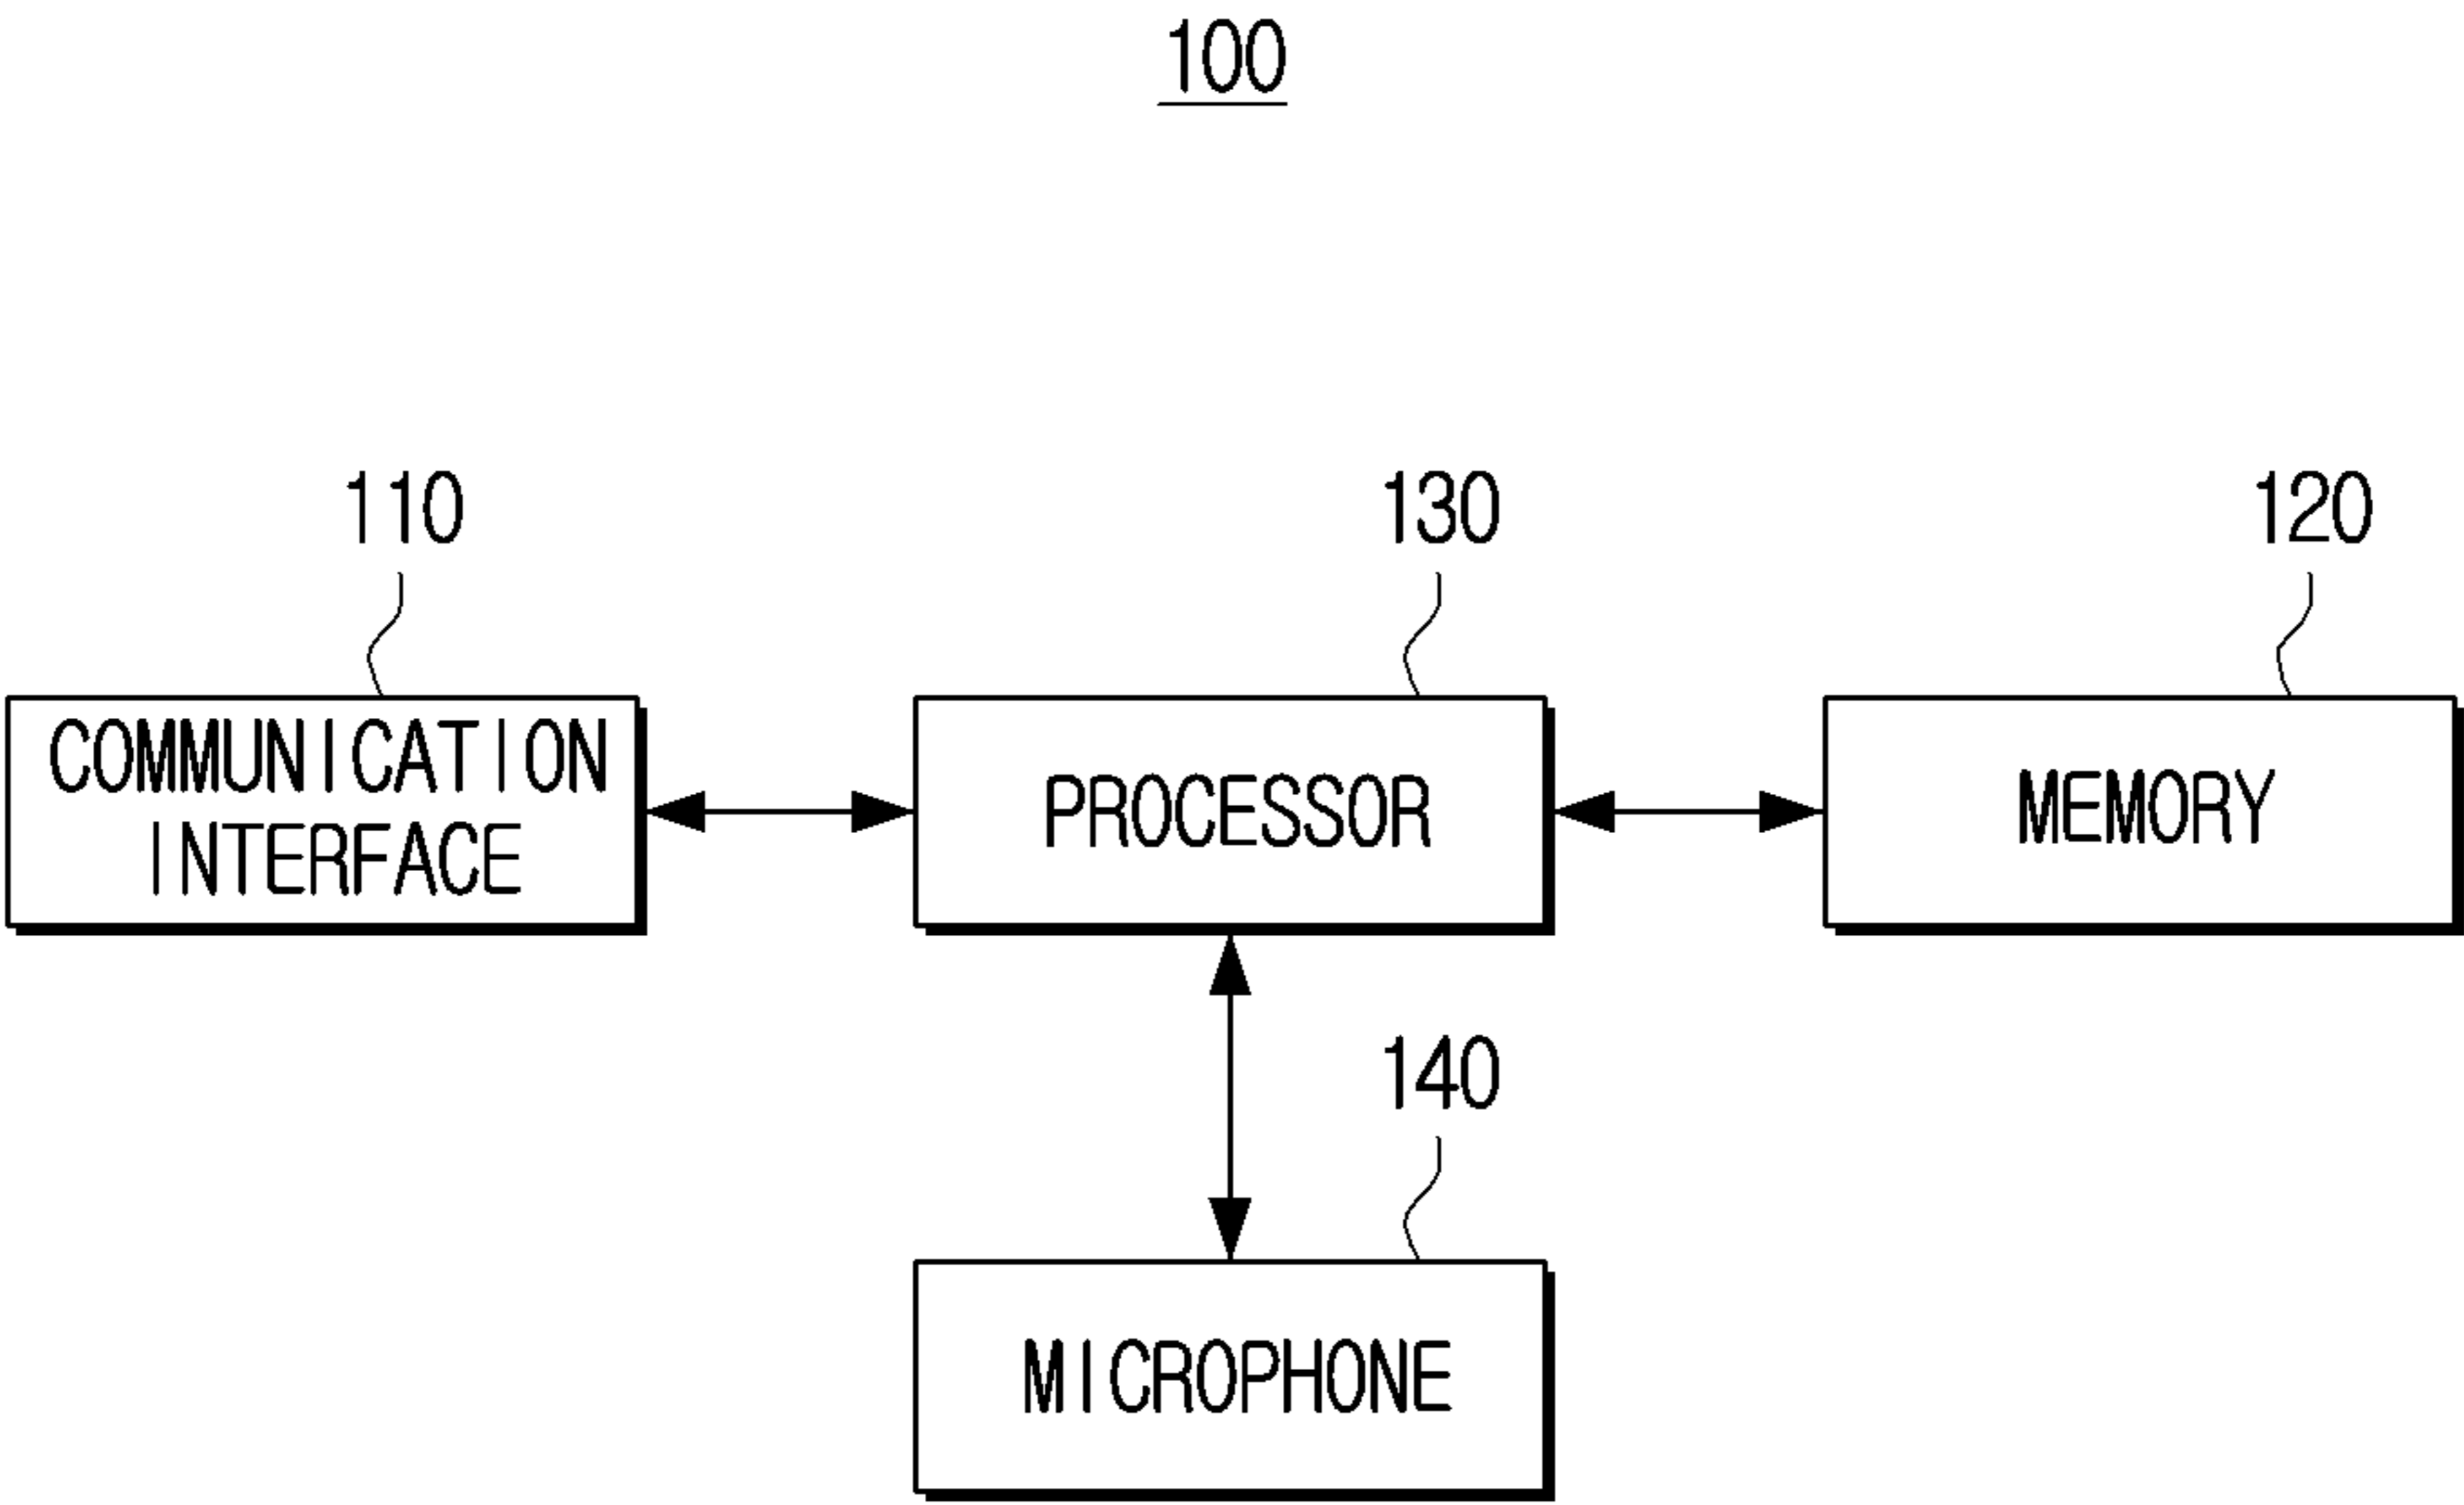 100
110
130
120
COMMUNICATION
INTERFACE
PROCESSOR
MEMORY
140
MICROPHONE